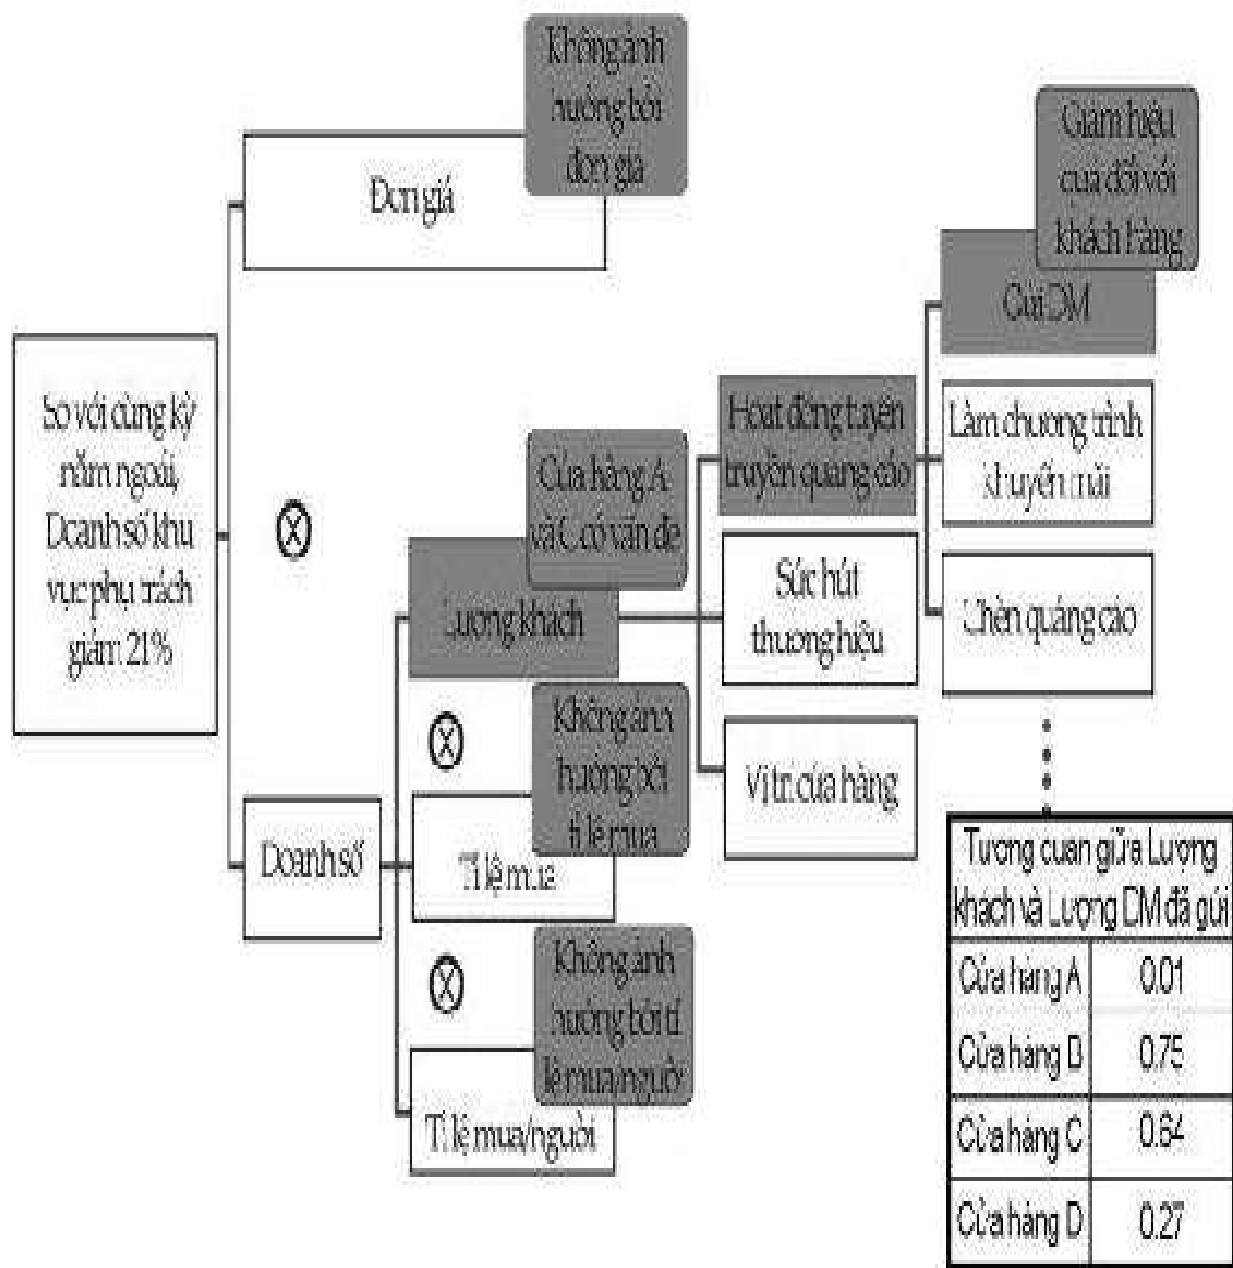 Không ảnh
hưởng bởi
đơn giá
Đơn giá
Giảm hiệu
quả đối với
khách hàng
Gửi DM
So với cùng kỳ
năm ngoái,
Doanh số khu
vực phụ trách
giảm 21%
Hoạt động tuyên
truyền quảng cáo
Làm chương trình
khuyến mãi
Cửa hàng A
và C có vấn đề
Lượng khách
Sức hút
thương hiệu
Chèn quảng cáo
Không ảnh
hưởng bởi
tỉ lệ mua
Vị trí cửa hàng
Doanh số
Tỉ lệ mua
Không ảnh
hưởng bởi tỉ
lệ mua/người
Tỉ lệ mua/người
Tương quan giữa Lượng
khách và Lượng DM đã gửi
Cửa hàng A 0.01
Cửa hàng B 0.75
Cửa hàng C 0.64
Cửa hàng D 0.27